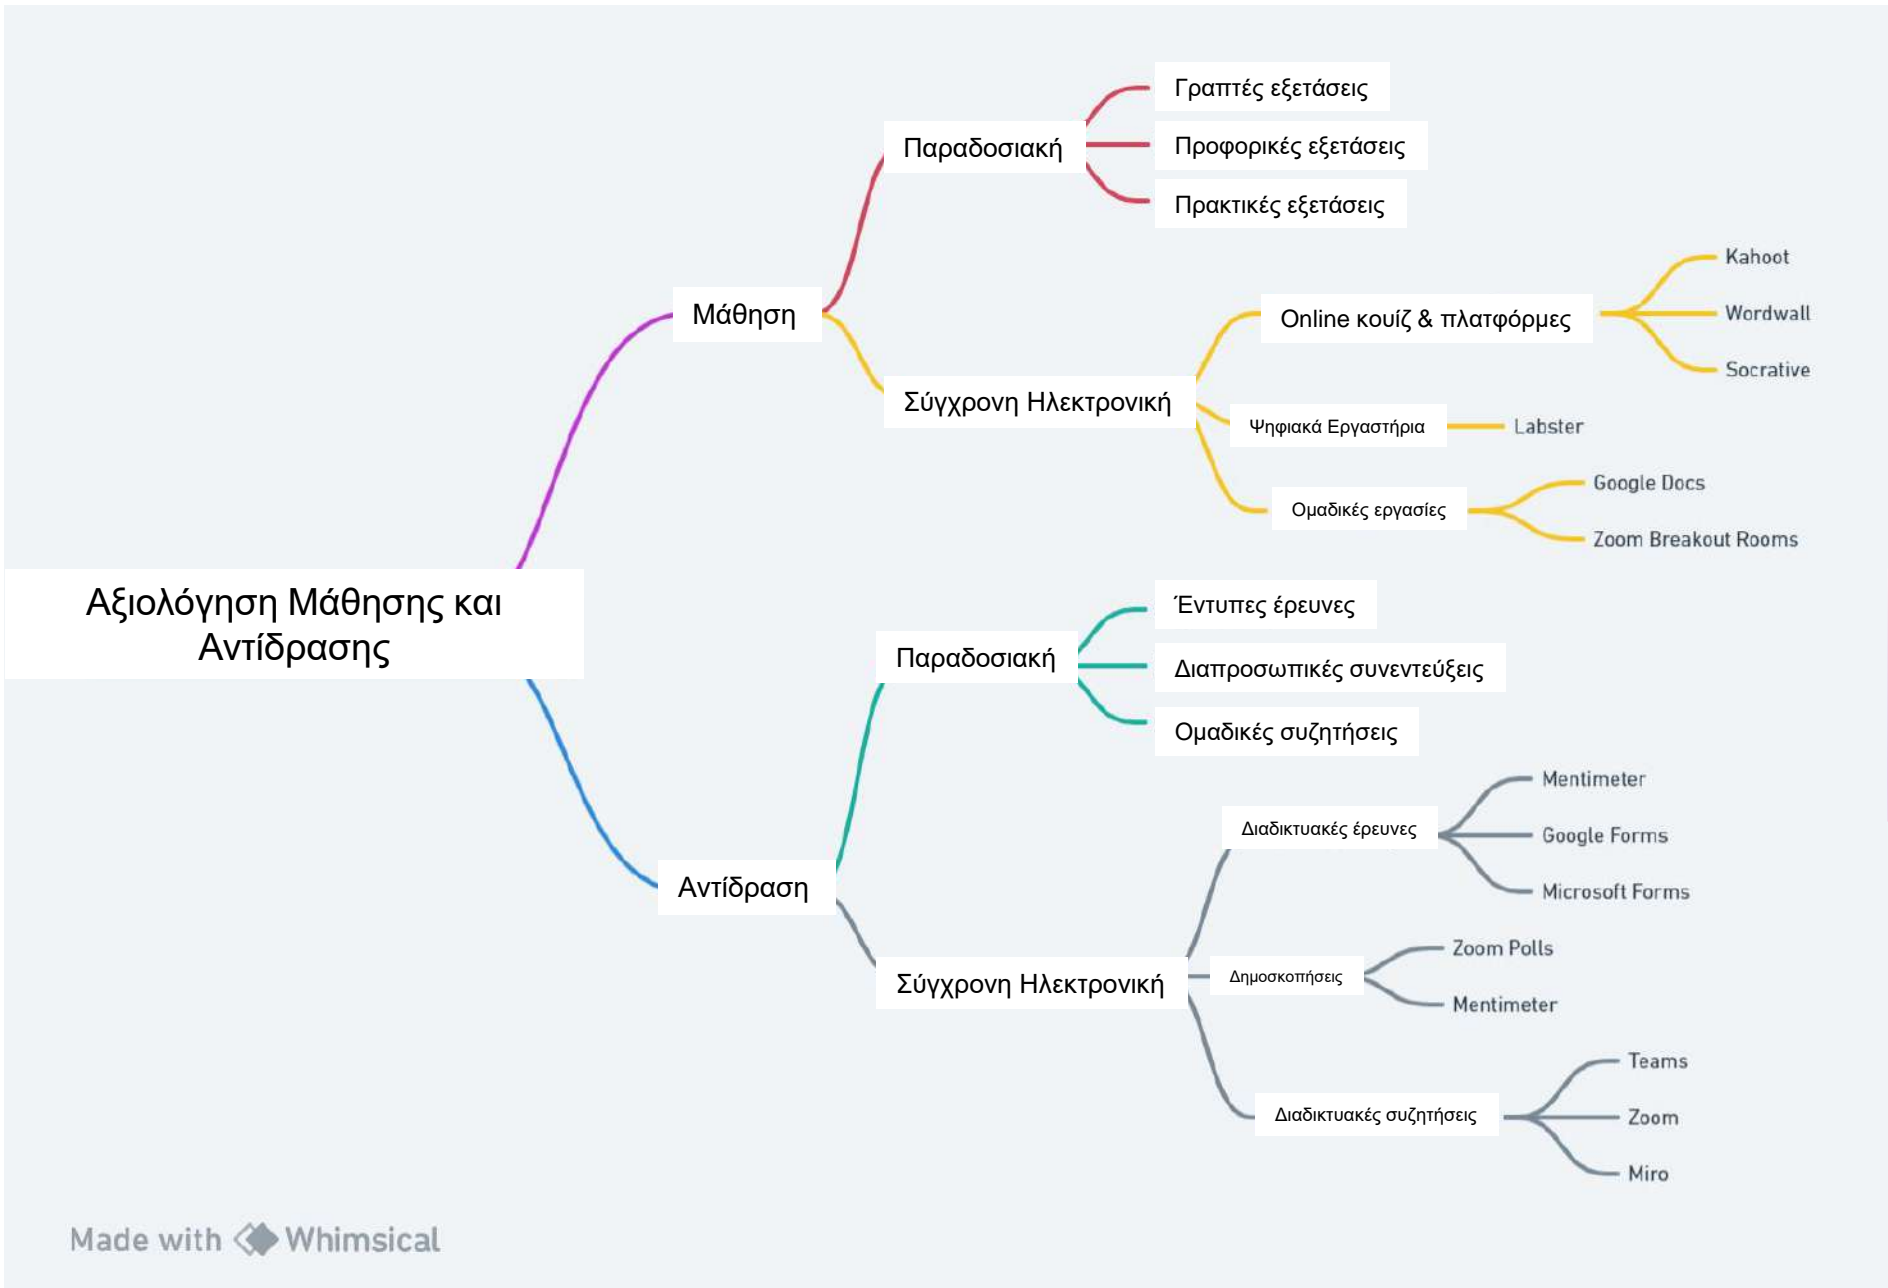 Αξιολόγηση Μάθησης και
Αντίδρασης
Μάθηση
Παραδοσιακή
Γραπτές εξετάσεις
Προφορικές εξετάσεις
Πρακτικές εξετάσεις
Σύγχρονη Ηλεκτρονική
Online κουίζ & πλατφόρμες
Kahoot
Wordwall
Socrative
Ψηφιακά Εργαστήρια
Labster
Ομαδικές εργασίες
Google Docs
Zoom Breakout Rooms
Αντίδραση
Παραδοσιακή
Έντυπες έρευνες
Διαπροσωπικές συνεντεύξεις
Ομαδικές συζητήσεις
Σύγχρονη Ηλεκτρονική
Διαδικτυακές έρευνες
Mentimeter
Google Forms
Microsoft Forms
Δημοσκοπήσεις
Zoom Polls
Mentimeter
Διαδικτυακές συζητήσεις
Teams
Zoom
Miro
Made with Whimsical